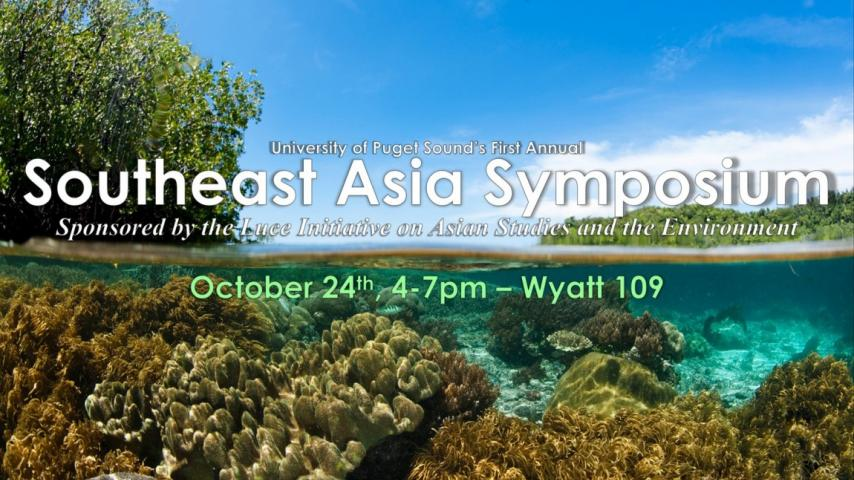 University of Puget Sound's First Annual
Southeast Asia Symposium
Sponsored by the Luce Initiative on Asian Studies and the Environment
October 24th, 4-7pm – Wyatt 109